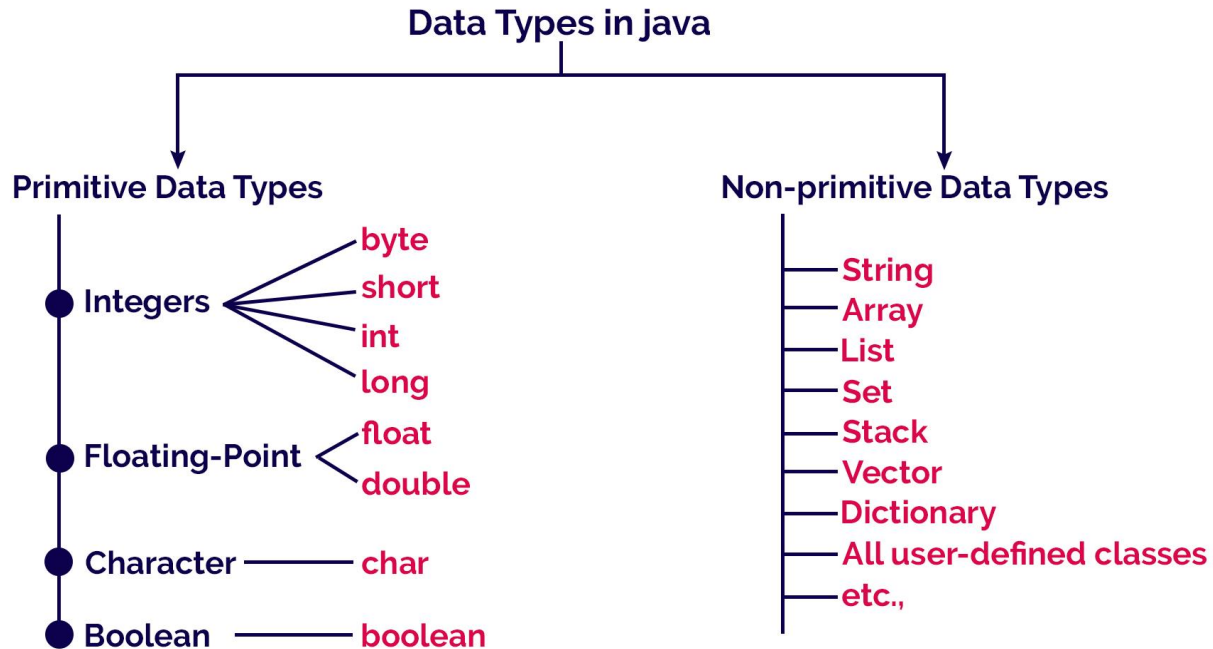 Data Types in java
Primitive Data Types
Integers
byte
short
int
long
Floating-Point
float
double
Character
char
Boolean
boolean
Non-primitive Data Types
String
Array
List
Set
Stack
Vector
Dictionary
All user-defined classes
etc.,